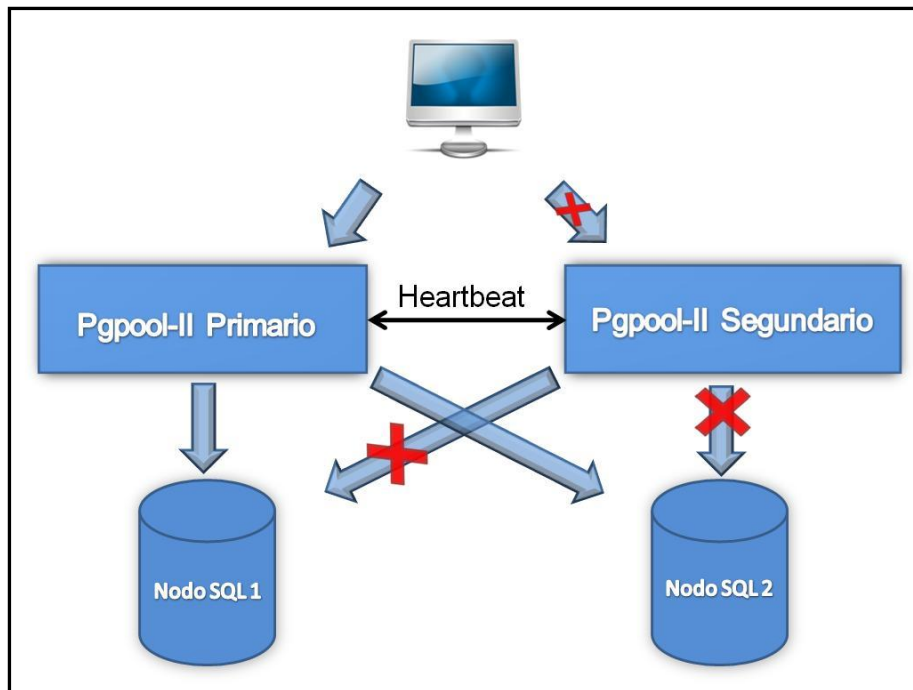 Heartbeat
Pgpool-II Primario
Pgpool-II Segundario
Nodo SQL 1
Nodo SQL 2